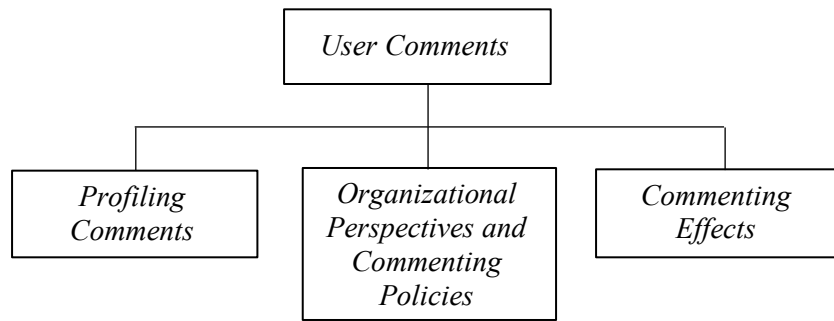 User Comments
Profiling
Comments
Organizational
Perspectives and
Commenting
Policies
Commenting
Effects